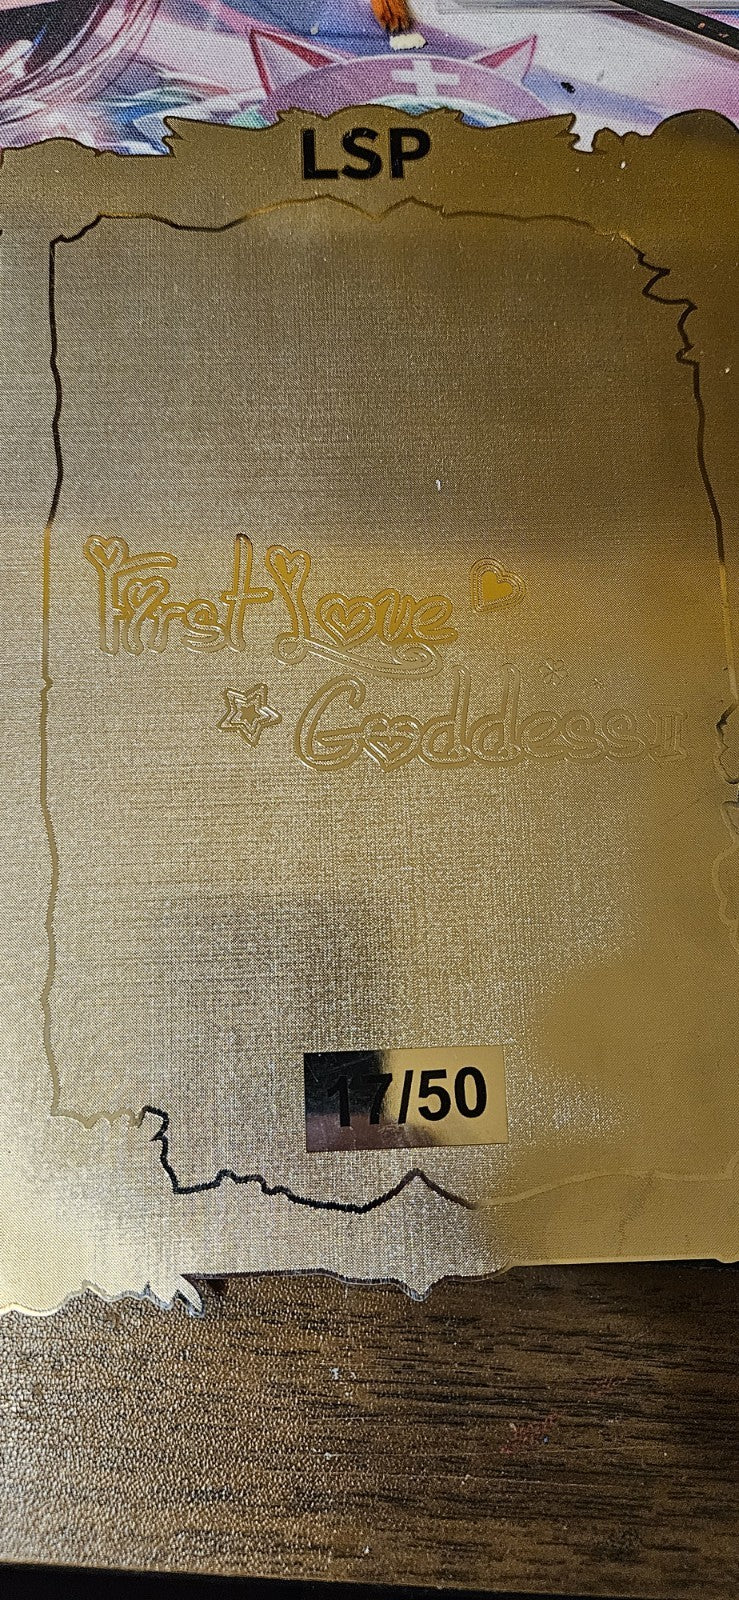 LSP
First Love
Goddess II
17/50